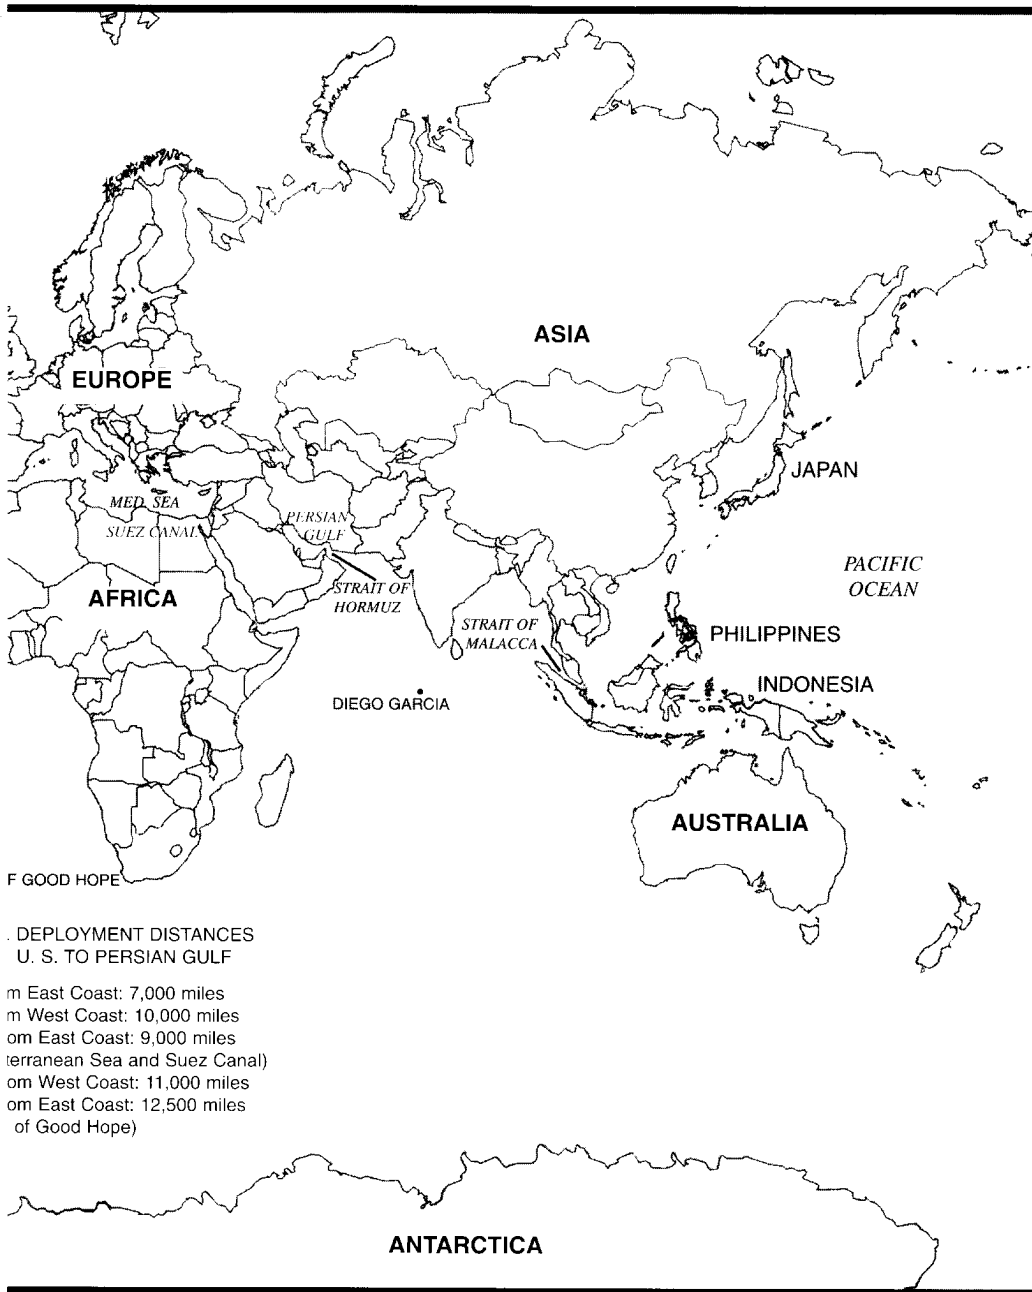 ASIA
EUROPE
JAPAN
MED. SEA
SUEZ CANAL
PERSIAN
GULF
PACIFIC
OCEAN
AFRICA
STRAIT OF
HORMUZ
STRAIT OF
MALACCA
PHILIPPINES
INDONESIA
DIEGO GARCIA
AUSTRALIA
F GOOD HOPE
. DEPLOYMENT DISTANCES
U. S. TO PERSIAN GULF
m East Coast: 7,000 miles
m West Coast: 10,000 miles
om East Coast: 9,000 miles
terranean Sea and Suez Canal)
om West Coast: 11,000 miles
om East Coast: 12,500 miles
of Good Hope)
ANTARCTICA